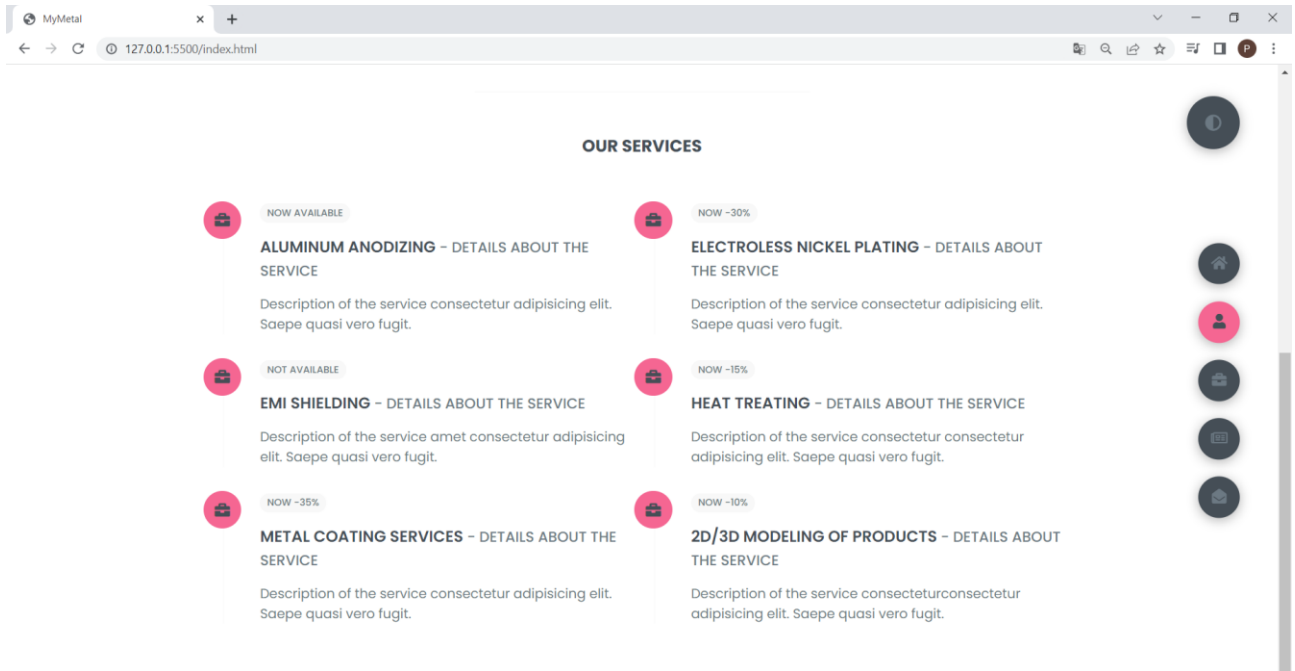 MyMetal
127.0.0.1:5500/index.html
P
OUR SERVICES
NOW AVAILABLE
ALUMINUM ANODIZING - DETAILS ABOUT THE
SERVICE
Description of the service consectetur adipisicing elit.
Saepe quasi vero fugit.
NOW -30%
ELECTROLESS NICKEL PLATING - DETAILS ABOUT
THE SERVICE
Description of the service consectetur adipisicing elit.
Saepe quasi vero fugit.
NOT AVAILABLE
EMI SHIELDING - DETAILS ABOUT THE SERVICE
Description of the service amet consectetur adipisicing
elit. Saepe quasi vero fugit.
NOW -15%
HEAT TREATING - DETAILS ABOUT THE SERVICE
Description of the service consectetur consectetur
adipisicing elit. Saepe quasi vero fugit.
NOW -35%
METAL COATING SERVICES - DETAILS ABOUT THE
SERVICE
Description of the service consectetur adipisicing elit.
Saepe quasi vero fugit.
NOW -10%
2D/3D MODELING OF PRODUCTS - DETAILS ABOUT
THE SERVICE
Description of the service consecteturconsectetur
adipisicing elit. Saepe quasi vero fugit.